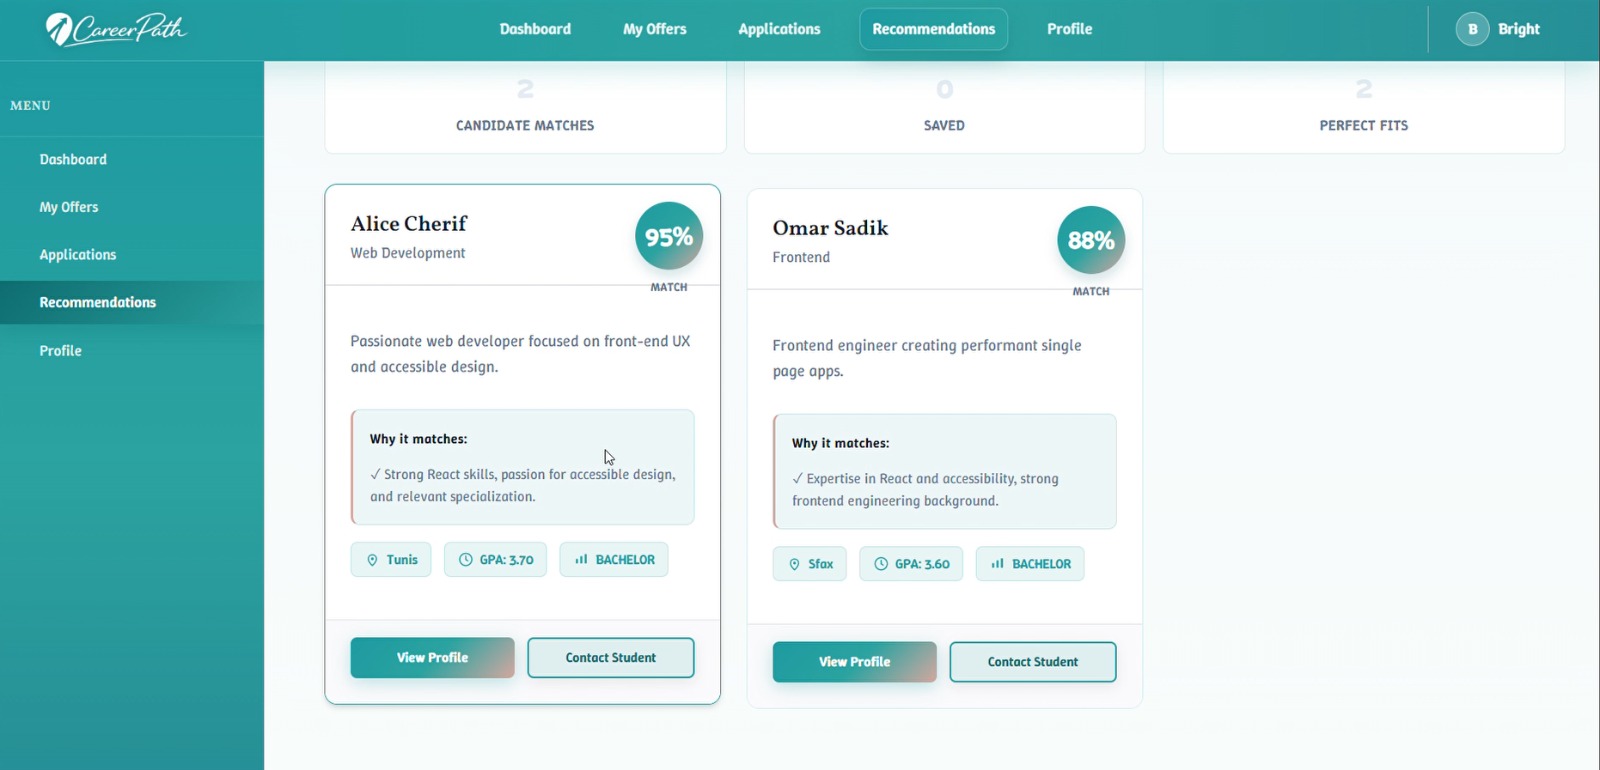 CareerPath
Dashboard
My Offers
Applications
Recommendations
Profile
B
Bright
MENU
Dashboard
My Offers
Applications
Recommendations
Profile
2
CANDIDATE MATCHES
0
SAVED
2
PERFECT FITS
Alice Cherif
Web Development
95%
MATCH
Passionate web developer focused on front-end UX
and accessible design.
Why it matches:
✓ Strong React skills, passion for accessible design,
and relevant specialization.
Tunis
GPA: 3.70
BACHELOR
View Profile
Contact Student
Omar Sadik
Frontend
88%
MATCH
Frontend engineer creating performant single
page apps.
Why it matches:
✓ Expertise in React and accessibility, strong
frontend engineering background.
Sfax
GPA: 3.60
BACHELOR
View Profile
Contact Student